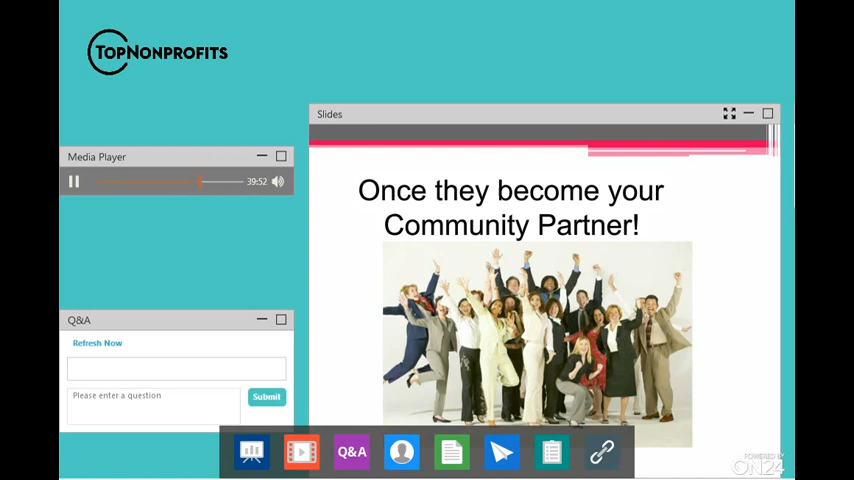 TOPNONPROFITS
Slides
Media Player
39:52
Once they become your
Community Partner!
Q&A
Refresh Now
Please enter a question
Submit
Q&A
POWERED BY
ON24